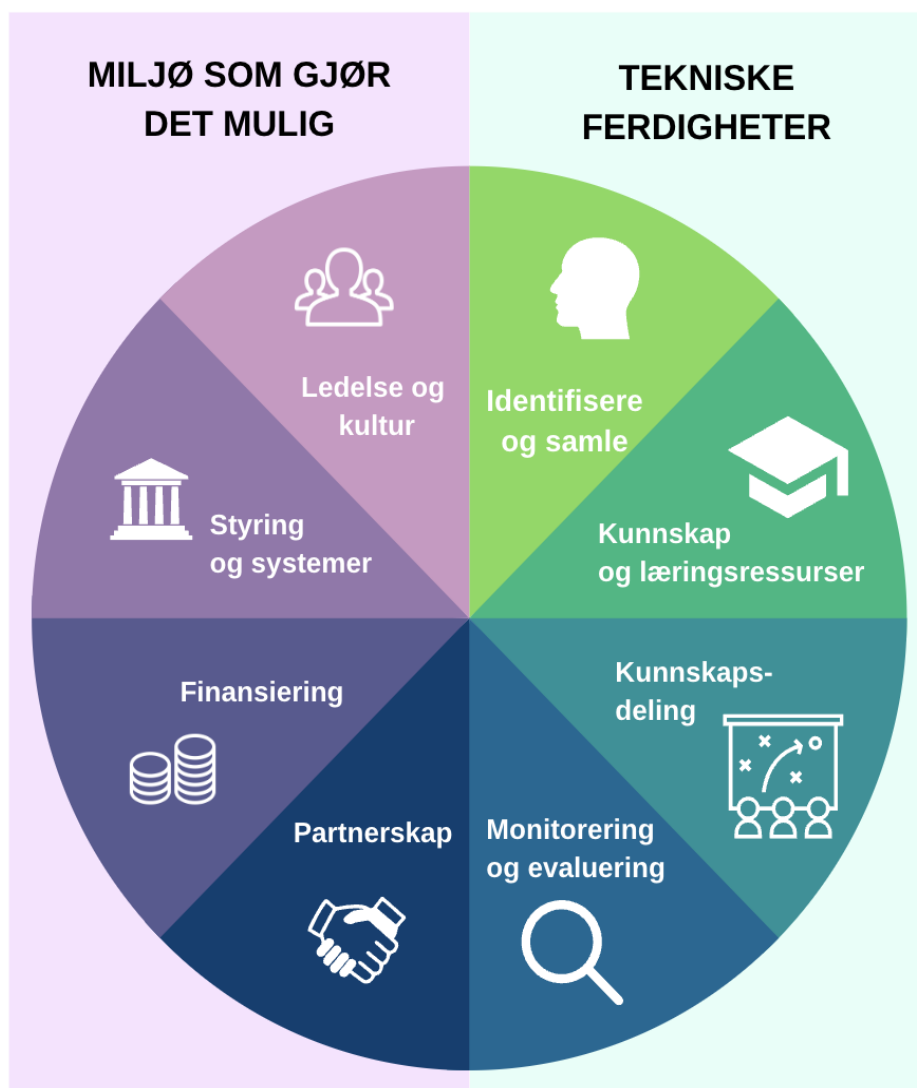 MILJØ SOM GJØR
DET MULIG
TEKNISKE
FERDIGHETER
Ledelse og
kultur
Identifisere
og samle
Styring
og systemer
Kunnskap
og læringsressurser
Finansiering
Kunnskaps-
deling
Partnerskap
Monitorering
og evaluering